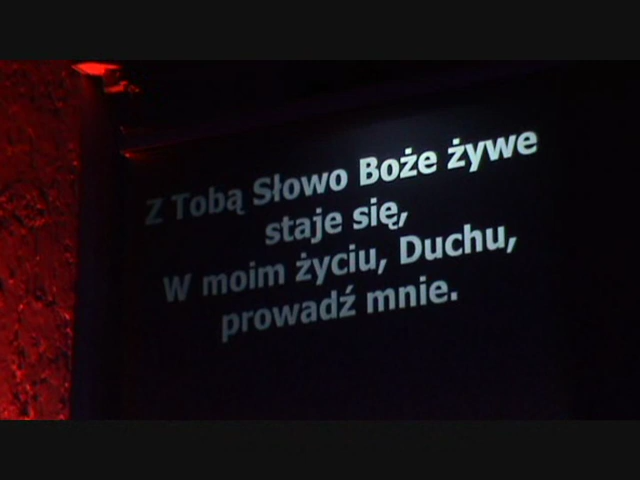 Z Tobą Słowo Boże żywe
staje się,
W moim życiu, Duchu,
prowadź mnie.